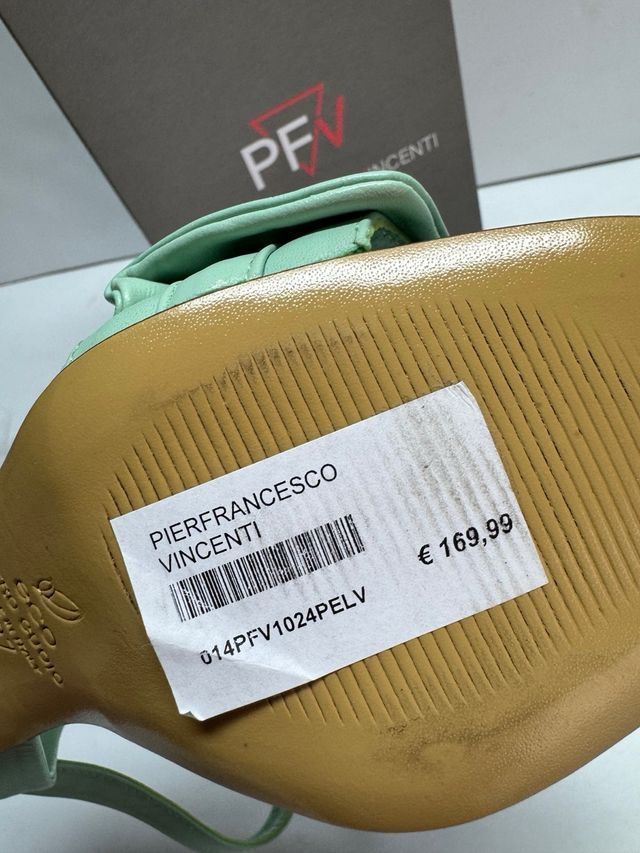 PFV
VINCENTI
PIERFRANCESCO
VINCENTI
€ 169,99
014PFV1024PELV